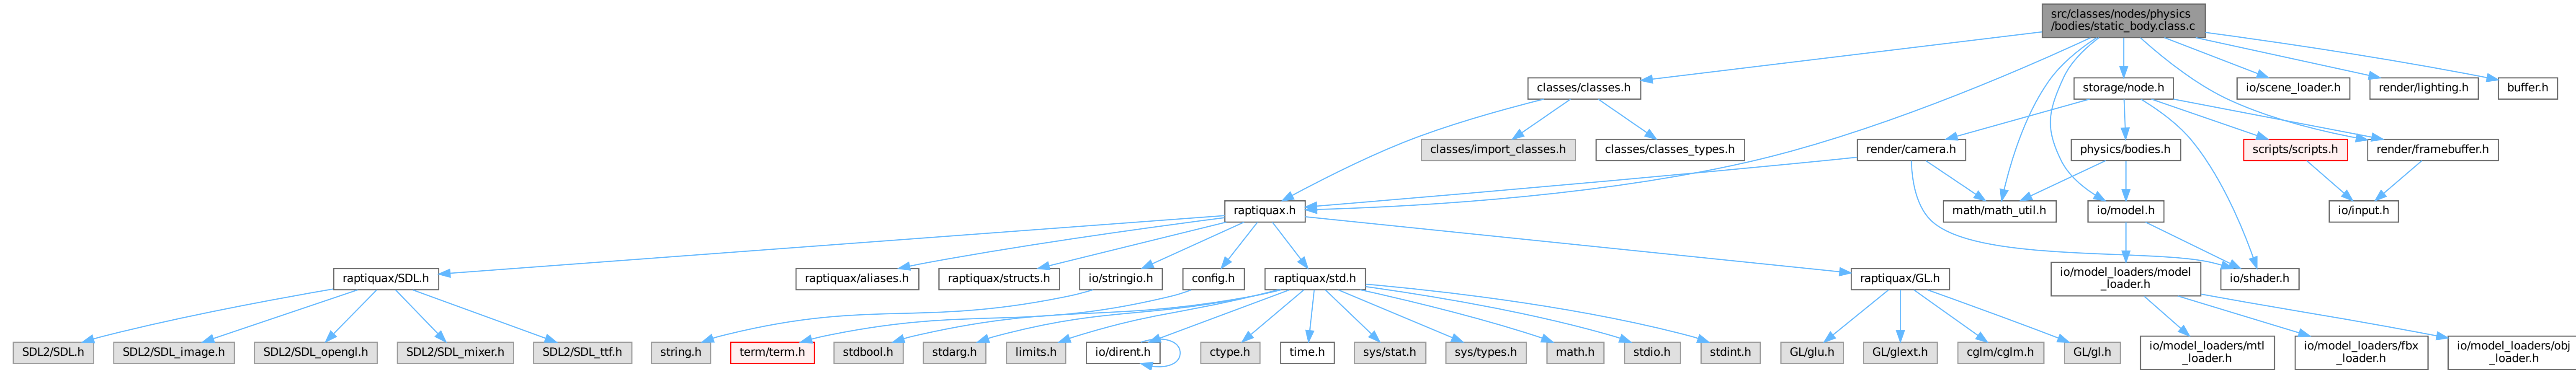 src/classes/nodes/physics
/bodies/static_body.class.c
classes/classes.h
storage/node.h
io/scene_loader.h
render/lighting.h
buffer.h
classes/import_classes.h
classes/classes_types.h
render/camera.h
physics/bodies.h
scripts/scripts.h
render/framebuffer.h
raptiquax.h
math/math_util.h
io/model.h
io/input.h
raptiquax/SDL.h
raptiquax/aliases.h
raptiquax/structs.h
io/stringio.h
config.h
raptiquax/std.h
raptiquax/GL.h
io/model_loaders/model
_loader.h
io/shader.h
SDL2/SDL.h
SDL2/SDL_image.h
SDL2/SDL_opengl.h
SDL2/SDL_mixer.h
SDL2/SDL_ttf.h
string.h
term/term.h
stdbool.h
stdarg.h
limits.h
io/dirent.h
ctype.h
time.h
sys/stat.h
sys/types.h
math.h
stdio.h
stdint.h
GL/glu.h
GL/glext.h
cglm/cglm.h
GL/gl.h
io/model_loaders/mtl
_loader.h
io/model_loaders/fbx
_loader.h
io/model_loaders/obj
_loader.h